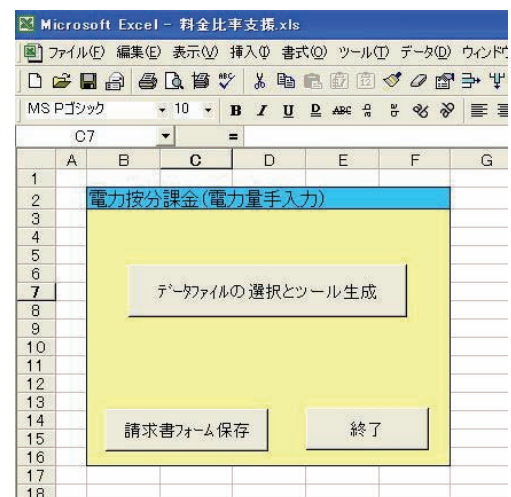 Microsoft Excel - 料金比率支援.xls
ファイル(F) 編集(E) 表示(V) 挿入(I) 書式(O) ツール(T) データ(D) ウィンドウ
MS Pゴシック 10 B I U D ABC
C7 =
A B C D E F G
1
2 電力按分課金(電力量手入力)
3
4
5
6
7 データファイルの選択とツール生成
8
9
10
11
12
13
14 請求書フォーム保存 終了
15
16
17
18